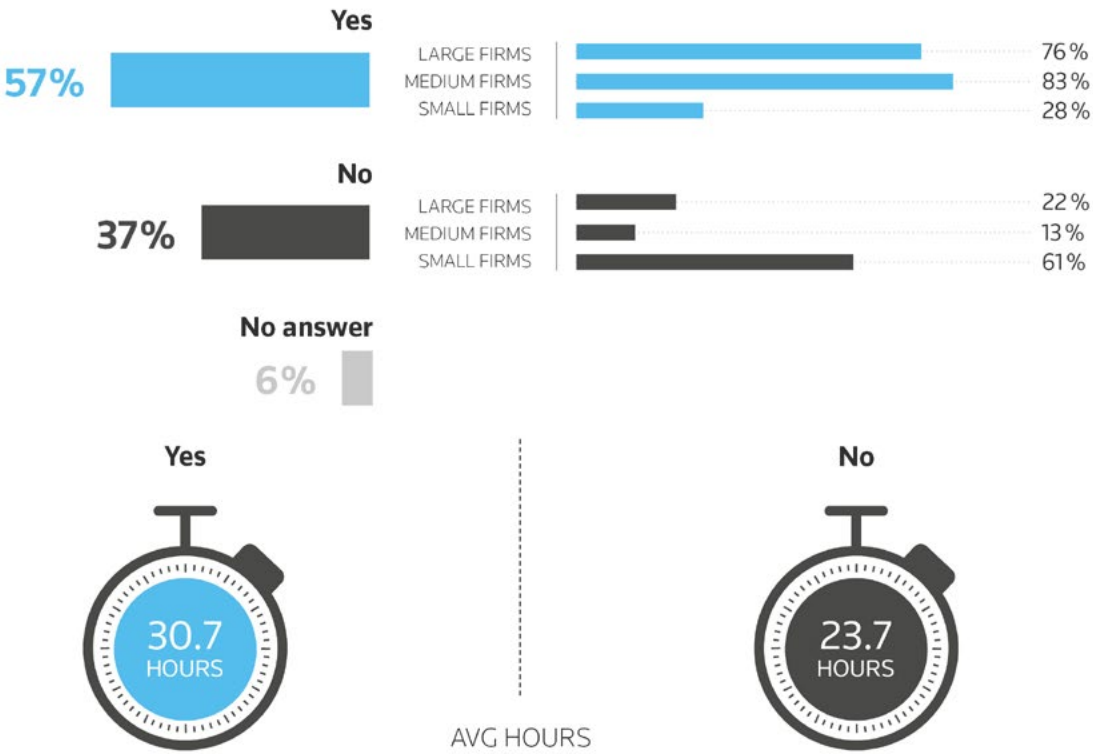 Yes
57%
LARGE FIRMS 76%
MEDIUM FIRMS 83%
SMALL FIRMS 28%
No
37%
LARGE FIRMS 22%
MEDIUM FIRMS 13%
SMALL FIRMS 61%
No answer
6%
Yes
30.7
HOURS
No
23.7
HOURS
AVG HOURS